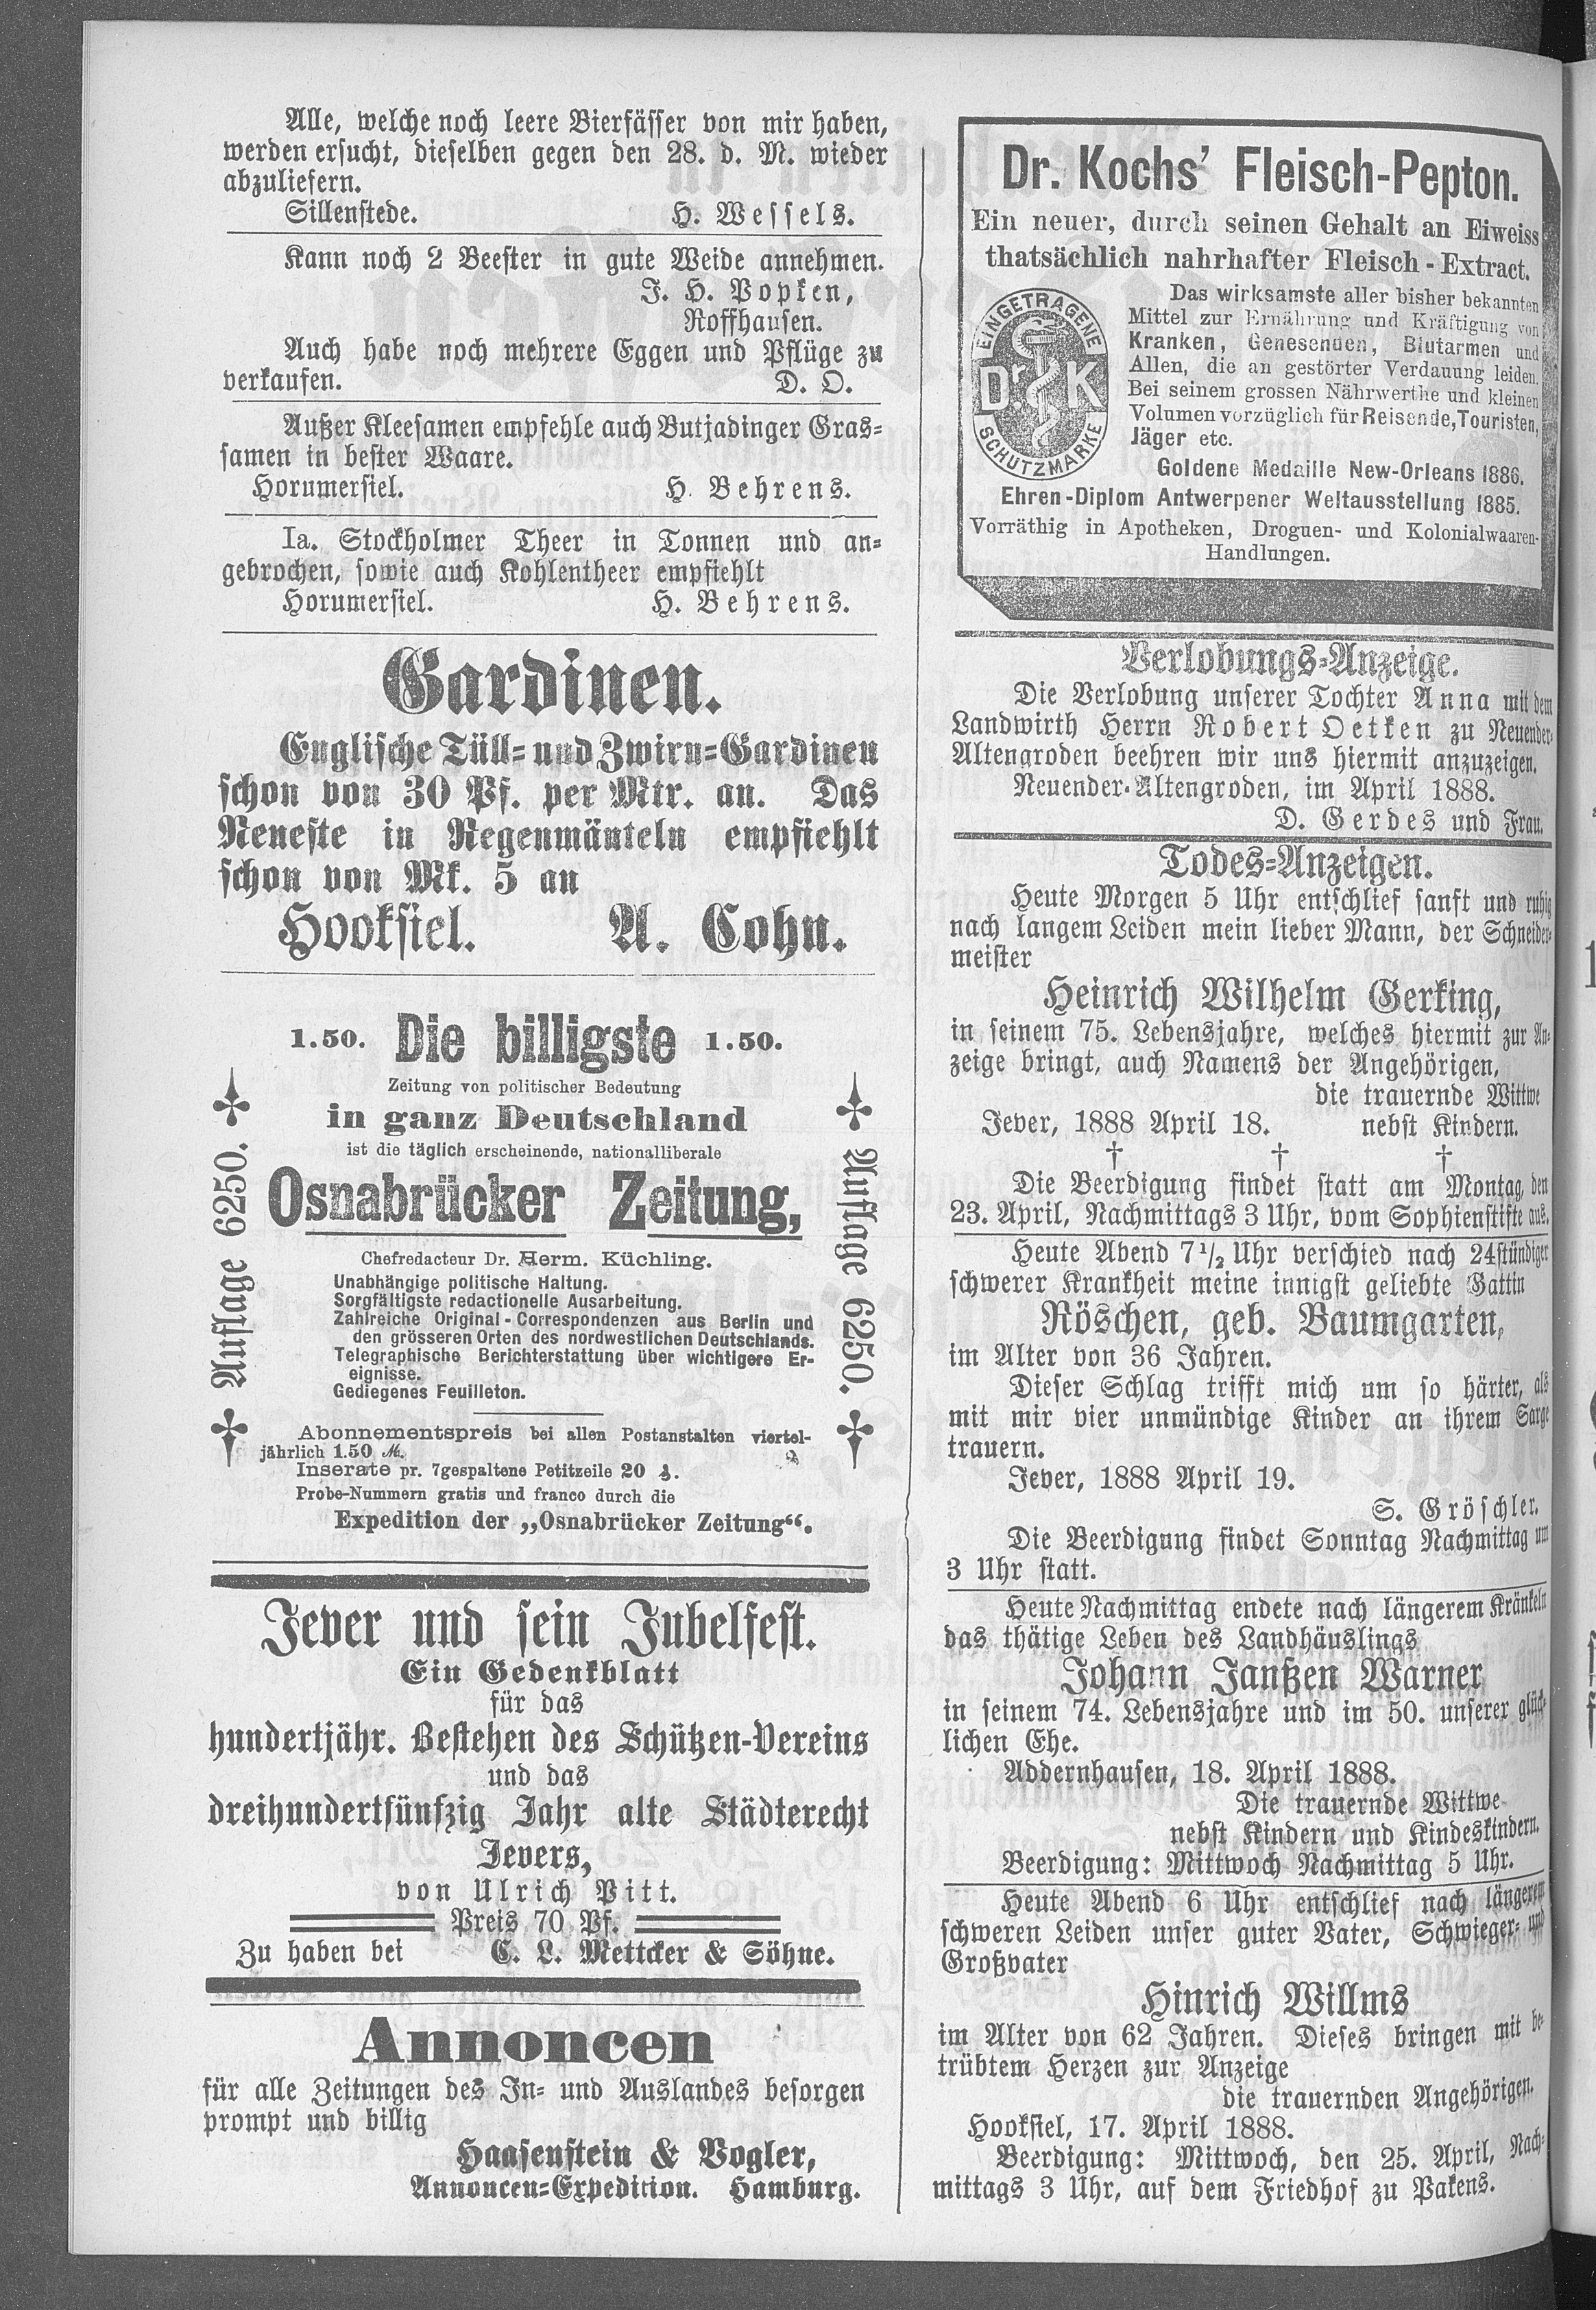 Alle, welche noch leere Bierfässer von mir haben,
werden ersucht, dieselben gegen den 28. d. M. wieder
abzuliefern.
Sillenstede. H. Wessels.
Kann noch 2 Beester in gute Weide annehmen.
J. H. Popken,
Roffhausen.
Auch habe noch mehrere Eggen und Pflüge zu
verkaufen. D. O.
Außer Kleesamen empfehle auch Butjadinger Gras-
samen in bester Waare.
Horumersiel. H. Behrens.
Ia. Stockholmer Theer in Tonnen und an-
gebrochen, sowie auch Kohlentheer empfiehlt
Horumersiel. H. Behrens.
Gardinen.
Englische Tüll- und Zwirn-Gardinen
schon von 30 Pf. per Mtr. an. Das
Neueste in Regenmänteln empfiehlt
schon von Mk. 5 an
Hooksiel. A. Cohn.
1.50. Die billigste 1.50.
Zeitung von politischer Bedeutung
in ganz Deutschland
ist die täglich erscheinende, nationalliberale
Osnabrücker Zeitung,
Auflage 6250.
Auflage 6250.
Chefredacteur Dr. Herm. Küchling.
Unabhängige politische Haltung.
Sorgfältigste redactionelle Ausarbeitung.
Zahlreiche Original-Correspondenzen aus Berlin und
den grösseren Orten des nordwestlichen Deutschlands.
Telegraphische Berichterstattung über wichtigere Er-
eignisse.
Gediegenes Feuilleton.
Abonnementspreis bei allen Postanstalten viertel-
jährlich 1.50 M.
Inserate pr. 7gespaltene Petitzeile 20 ₰.
Probe-Nummern gratis und franco durch die
Expedition der „Osnabrücker Zeitung“.
Jever und sein Jubelfest.
Ein Gedenkblatt
für das
hundertjähr. Bestehen des Schützen-Vereins
und das
dreihundertfünfzig Jahr alte Städterecht
Jevers,
von Ulrich Pitt.
Preis 70 Pf.
Zu haben bei C. L. Mettcker & Söhne.
Annoncen
für alle Zeitungen des In- und Auslandes besorgen
prompt und billig
Haasenstein & Vogler,
Annoncen-Expedition. Hamburg.
Dr. Kochs’ Fleisch-Pepton.
Ein neuer, durch seinen Gehalt an Eiweiss
thatsächlich nahrhafter Fleisch-Extract.
EINGETRAGENE
Dr. K
SCHUTZMARKE
Das wirksamste aller bisher bekannten
Mittel zur Ernährung und Kräftigung von
Kranken, Genesenden, Blutarmen und
Allen, die an gestörter Verdauung leiden.
Bei seinem grossen Nährwerthe und kleinen
Volumen vorzüglich für Reisende, Touristen,
Jäger etc.
Goldene Medaille New-Orleans 1886.
Ehren-Diplom Antwerpener Weltausstellung 1885.
Vorräthig in Apotheken, Droguen- und Kolonialwaaren-
Handlungen.
Verlobungs-Anzeige.
Die Verlobung unserer Tochter Anna mit dem
Landwirth Herrn Robert Oetken zu Neuender-
Altengroden beehren wir uns hiermit anzuzeigen.
Neuender-Altengroden, im April 1888.
D. Gerdes und Frau.
Todes-Anzeigen.
Heute Morgen 5 Uhr entschlief sanft und ruhig
nach langem Leiden mein lieber Mann, der Schneider-
meister
Heinrich Wilhelm Gerking,
in seinem 75. Lebensjahre, welches hiermit zur An-
zeige bringt, auch Namens der Angehörigen,
die trauernde Wittwe
Jever, 1888 April 18. nebst Kindern.
† † †
Die Beerdigung findet statt am Montag, den
23. April, Nachmittags 3 Uhr, vom Sophienstifte aus.
Heute Abend 7 1/2 Uhr verschied nach 24stündiger
schwerer Krankheit meine innigst geliebte Gattin
Röschen, geb. Baumgarten,
im Alter von 36 Jahren.
Dieser Schlag trifft mich um so härter, als
mit mir vier unmündige Kinder an ihrem Sarge
trauern.
Jever, 1888 April 19.
S. Gröschler.
Die Beerdigung findet Sonntag Nachmittag um
3 Uhr statt.
Heute Nachmittag endete nach längerem Kränkeln
das thätige Leben des Landhäuslings
Johann Janßen Warner
in seinem 74. Lebensjahre und im 50. unserer glück-
lichen Ehe.
Addernhausen, 18. April 1888.
Die trauernde Wittwe
nebst Kindern und Kindeskindern.
Beerdigung: Mittwoch Nachmittag 5 Uhr.
Heute Abend 6 Uhr entschlief nach längerem
schweren Leiden unser guter Vater, Schwieger- und
Großvater
Hinrich Willms
im Alter von 62 Jahren. Dieses bringen mit be-
trübtem Herzen zur Anzeige
die trauernden Angehörigen.
Hooksiel, 17. April 1888.
Beerdigung: Mittwoch, den 25. April, Nach-
mittags 3 Uhr, auf dem Friedhof zu Pakens.